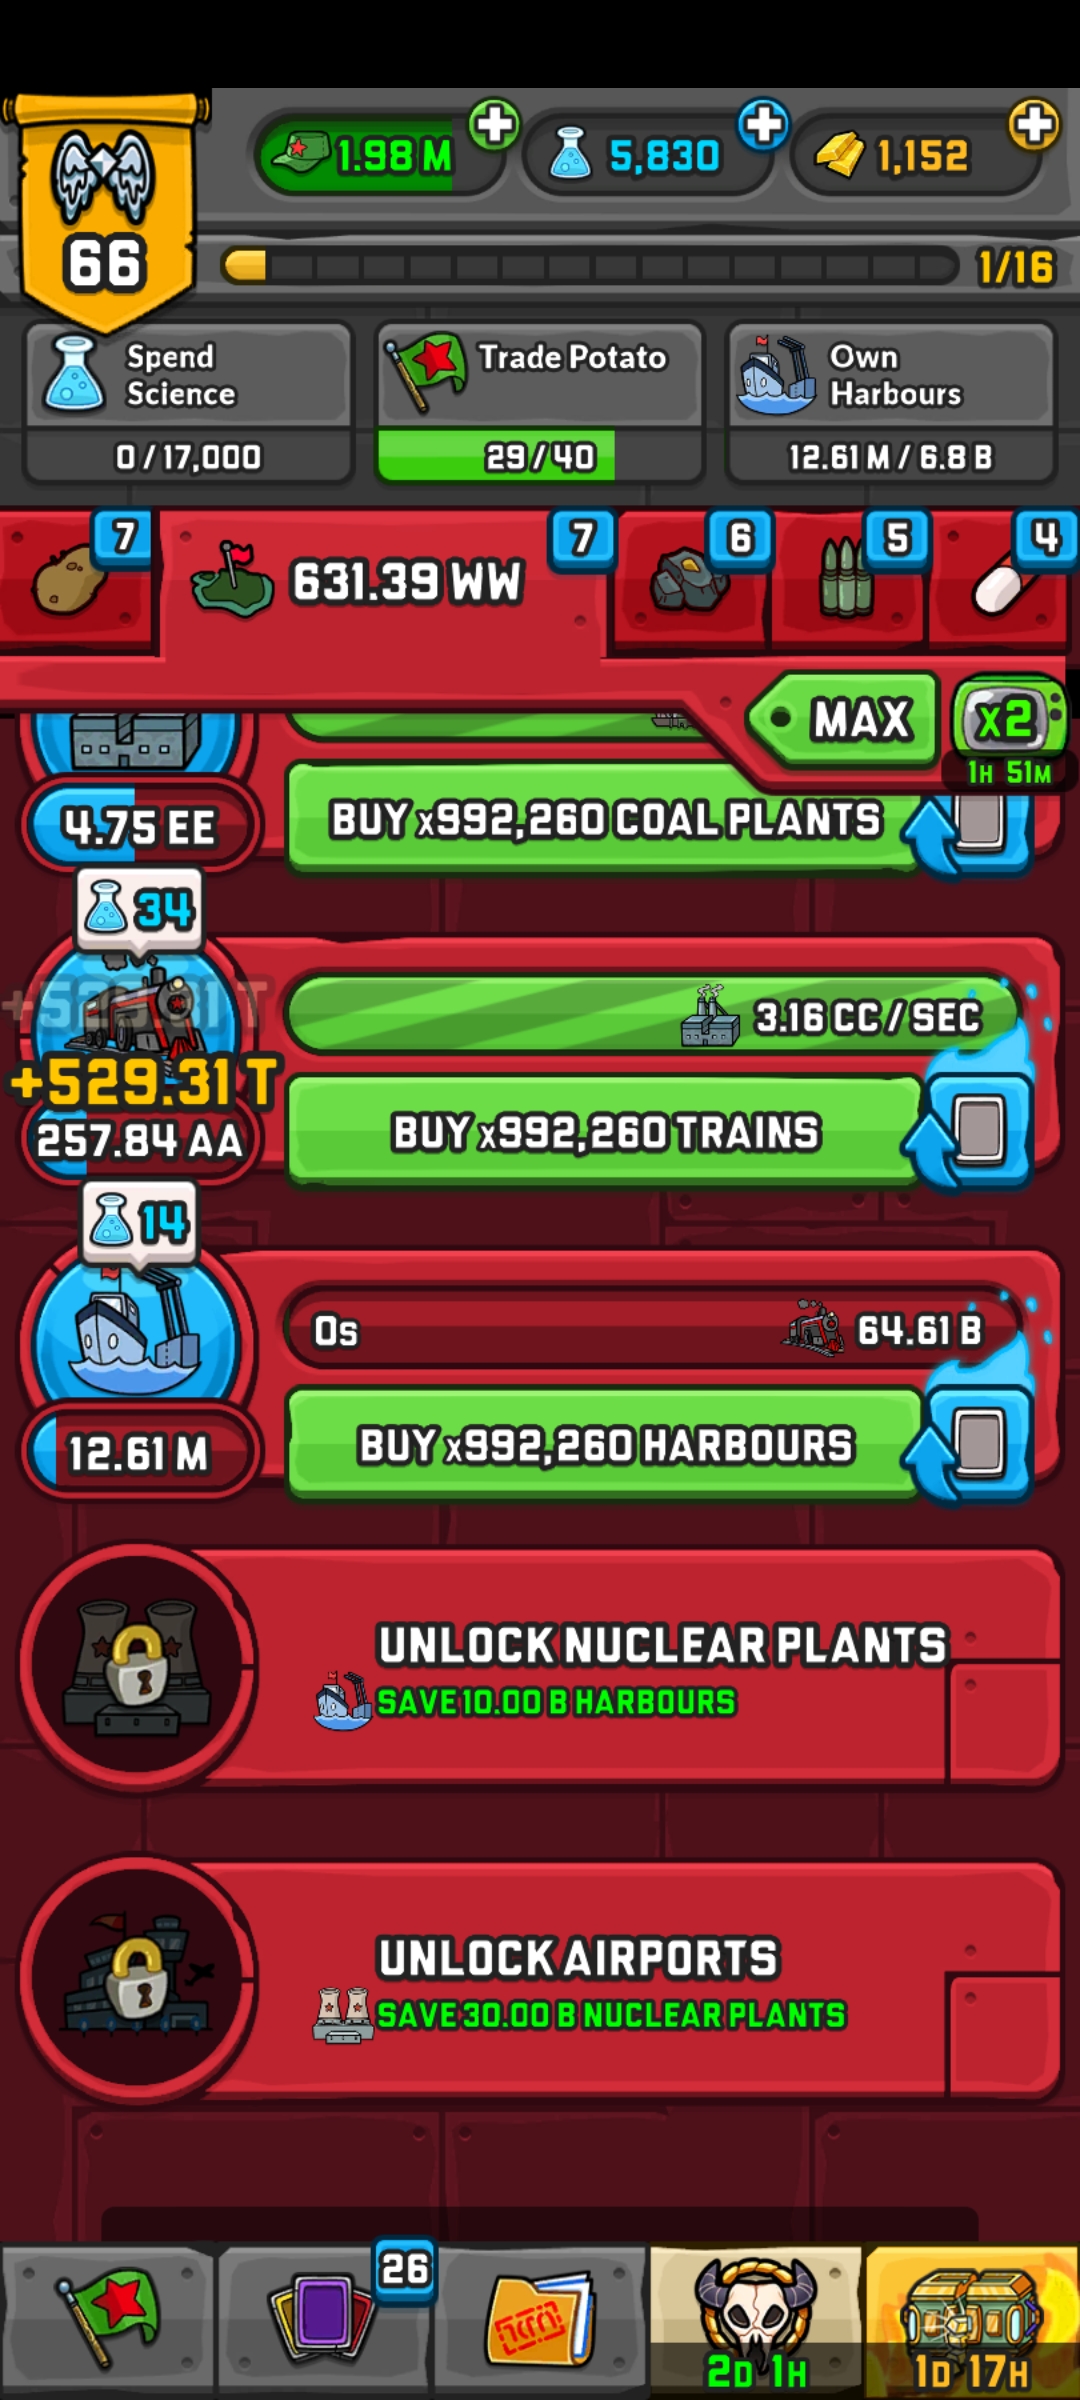 1.98 M
5,830
1,152
66
1/16
Spend
Science
0 / 17,000
Trade Potato
29 / 40
Own
Harbours
12.61 M / 6.8 B
7
631.39 WW
7
6
5
4
MAX
x2
1H 51M
4.75 EE
BUY x992,260 COAL PLANTS
34
3.16 CC / SEC
+529.31 T
+529.31 T
257.84 AA
BUY x992,260 TRAINS
14
0s
64.61 B
12.61 M
BUY x992,260 HARBOURS
UNLOCK NUCLEAR PLANTS
SAVE 10.00 B HARBOURS
UNLOCK AIRPORTS
SAVE 30.00 B NUCLEAR PLANTS
26
2D 1H
1D 17H